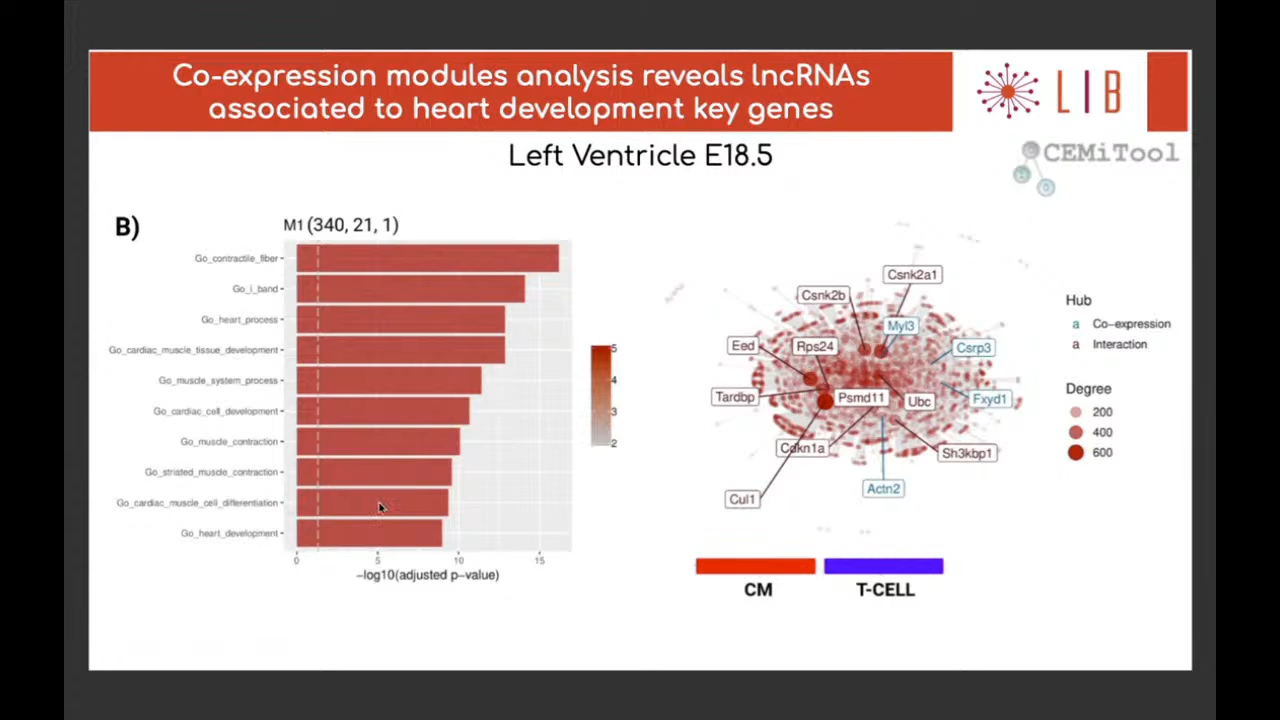 Co-expression modules analysis reveals lncRNAs
associated to heart development key genes
LIB
Left Ventricle E18.5
CEMiTool
B)
M1 (340, 21, 1)
Go_contractile_fiber
Go_i_band
Go_heart_process
Go_cardiac_muscle_tissue_development
Go_muscle_system_process
Go_cardiac_cell_development
Go_muscle_contraction
Go_striated_muscle_contraction
Go_cardiac_muscle_cell_differentiation
Go_heart_development
0 5 10 15
−log10(adjusted p−value)
5
4
3
2
Csnk2a1
Csnk2b
Myl3
Eed
Rps24
Csrp3
Tardbp
Psmd11
Ubc
Fxyd1
Cdkn1a
Sh3kbp1
Cul1
Actn2
Hub
a Co−expression
a Interaction
Degree
200
400
600
CM
T-CELL